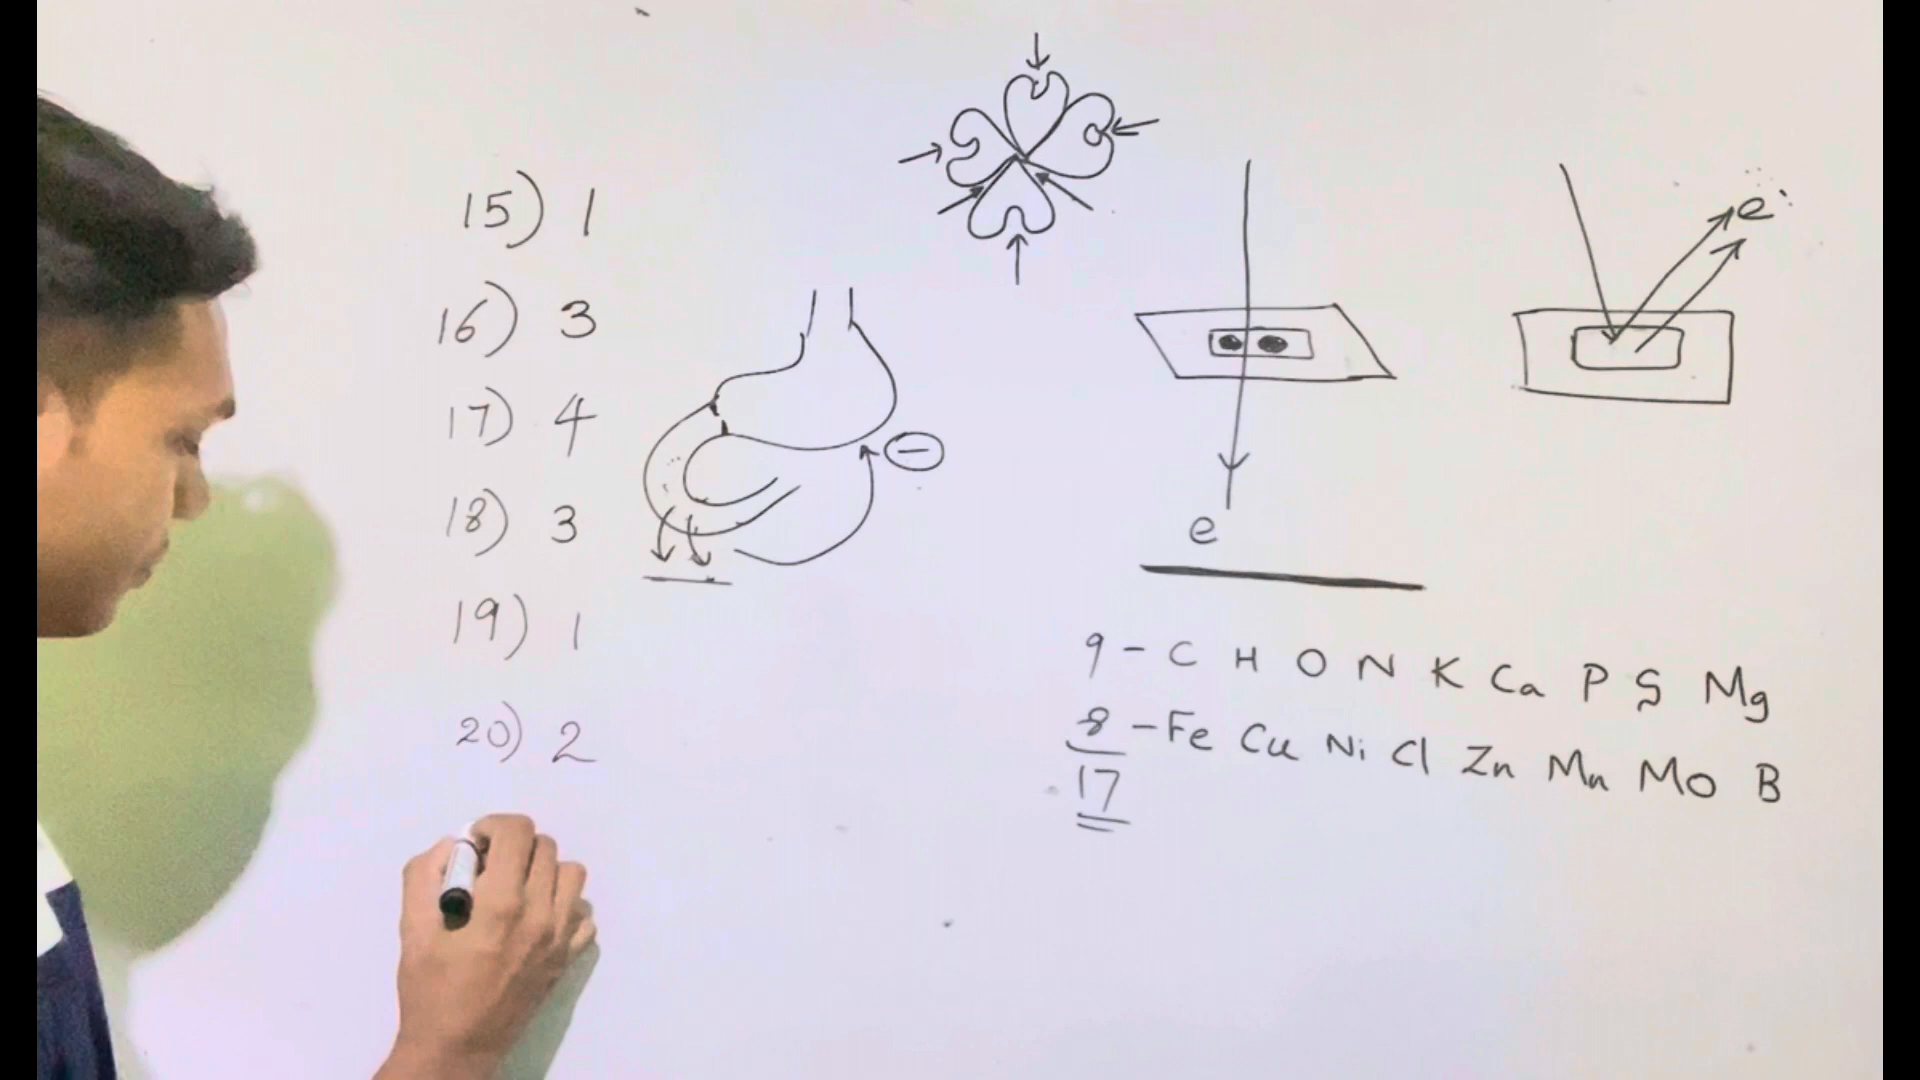 15) 1
16) 3
17) 4
18) 3
19) 1
20) 2
-
e
e
9 - C H O N K Ca P S Mg
8 - Fe Cu Ni Cl Zn Mn Mo B
17